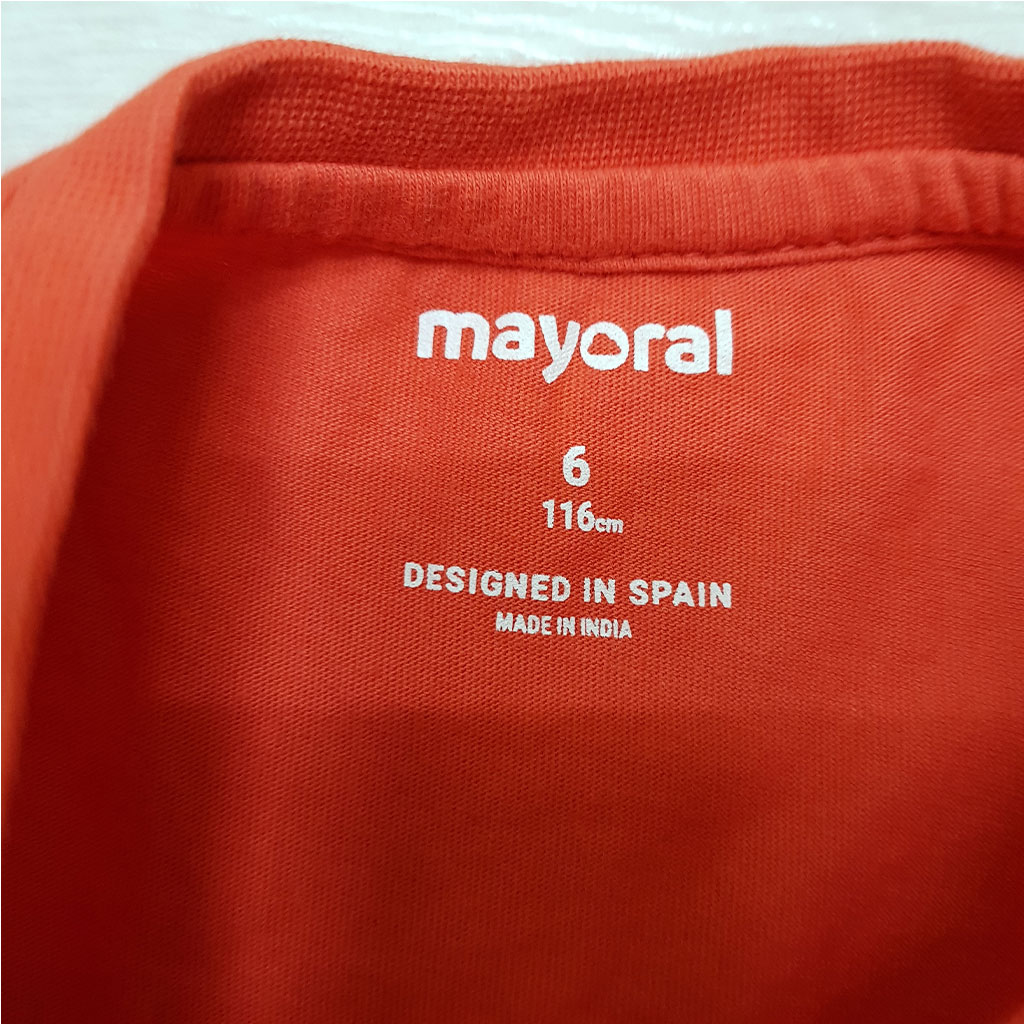 mayoral
6
116cm
DESIGNED IN SPAIN
MADE IN INDIA